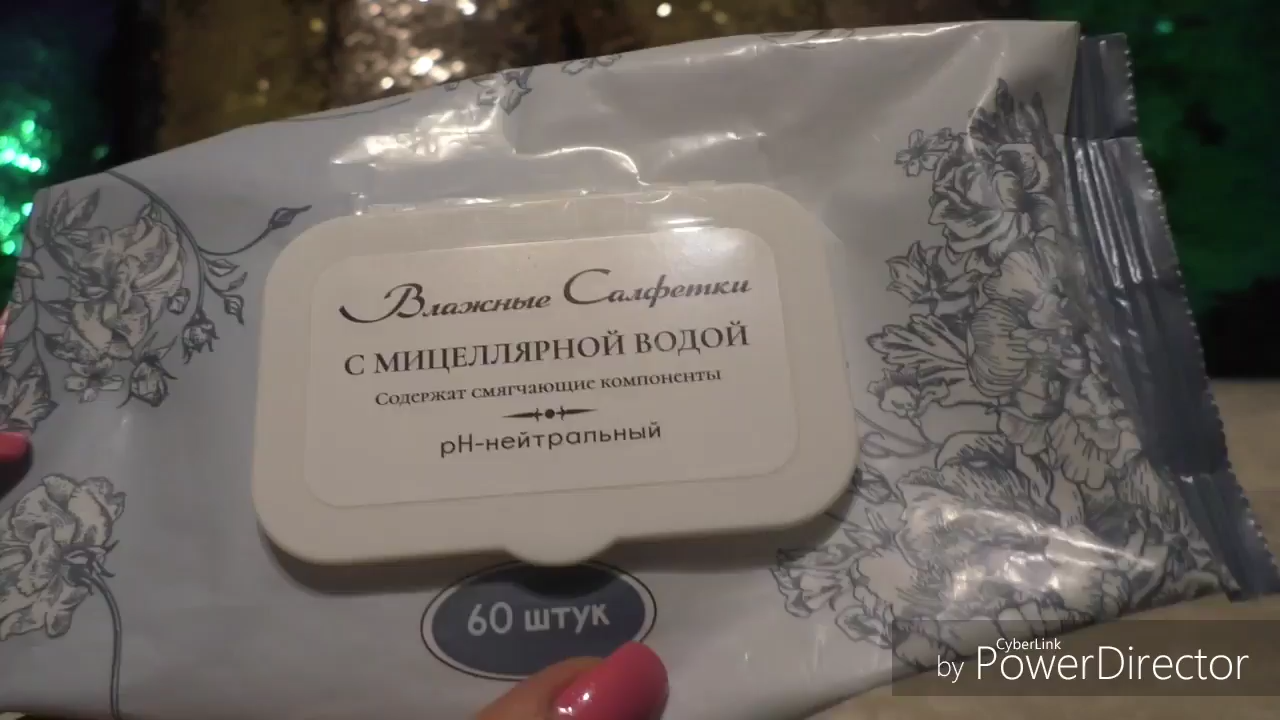 Влажные Салфетки
С МИЦЕЛЛЯРНОЙ ВОДОЙ
Содержат смягчающие компоненты
pH-нейтральный
60 штук
CyberLink
by PowerDirector